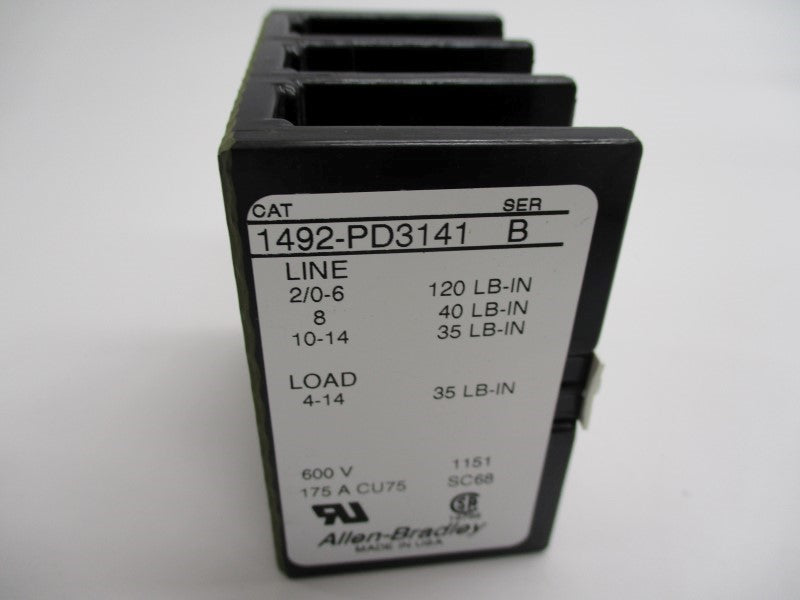 CAT SER
1492-PD3141 B
LINE
2/0-6 120 LB-IN
8 40 LB-IN
10-14 35 LB-IN
LOAD
4-14 35 LB-IN
600 V 1151
175 A CU75 SC68
Allen-Bradley
MADE IN USA